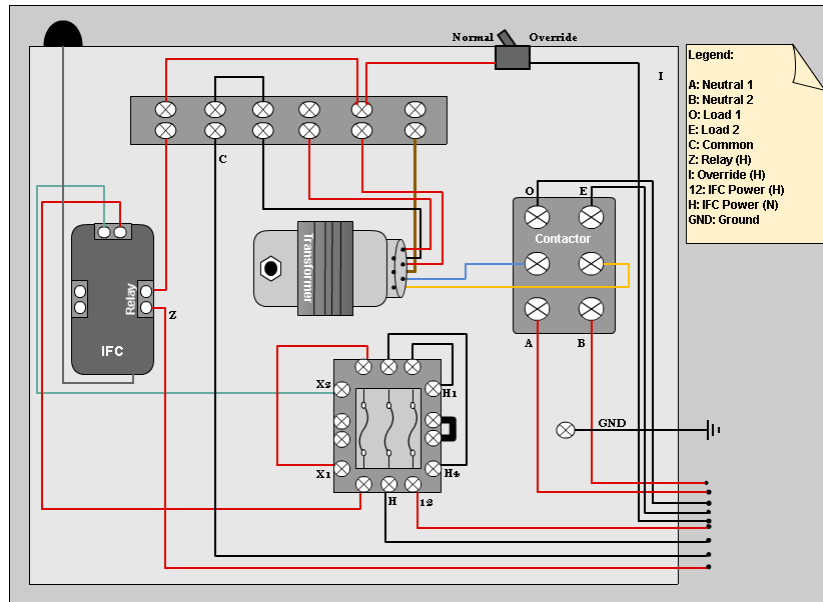 Normal Override
Legend:
I
A: Neutral 1
B: Neutral 2
O: Load 1
E: Load 2
C: Common
Z: Relay (H)
I: Override (H)
12: IFC Power (H)
H: IFC Power (N)
GND: Ground
C
O E
Contactor
Transformer
Relay
Z
IFC
A B
X2
H1
GND
X1
H4
H
12